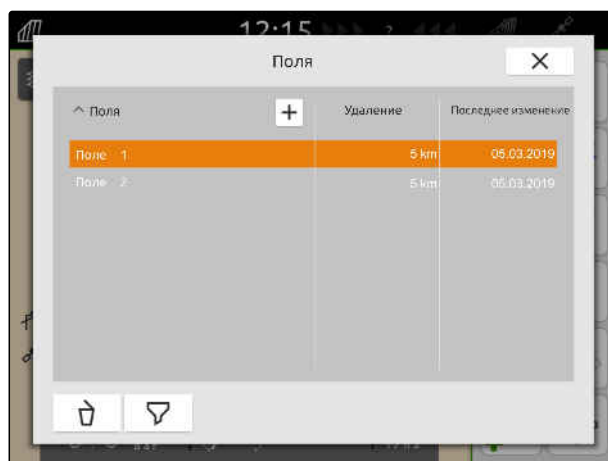 12:15
Поля
^ Поля + Удаление Последнее изменение
Поле 1 5 km 05.03.2019
Поле 2 5 km 05.03.2019